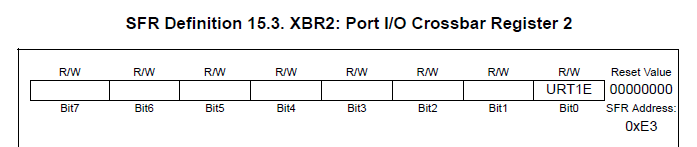 SFR Definition 15.3. XBR2: Port I/O Crossbar Register 2
R/W R/W R/W R/W R/W R/W R/W R/W Reset Value
URT1E 00000000
Bit7 Bit6 Bit5 Bit4 Bit3 Bit2 Bit1 Bit0 SFR Address:
0xE3